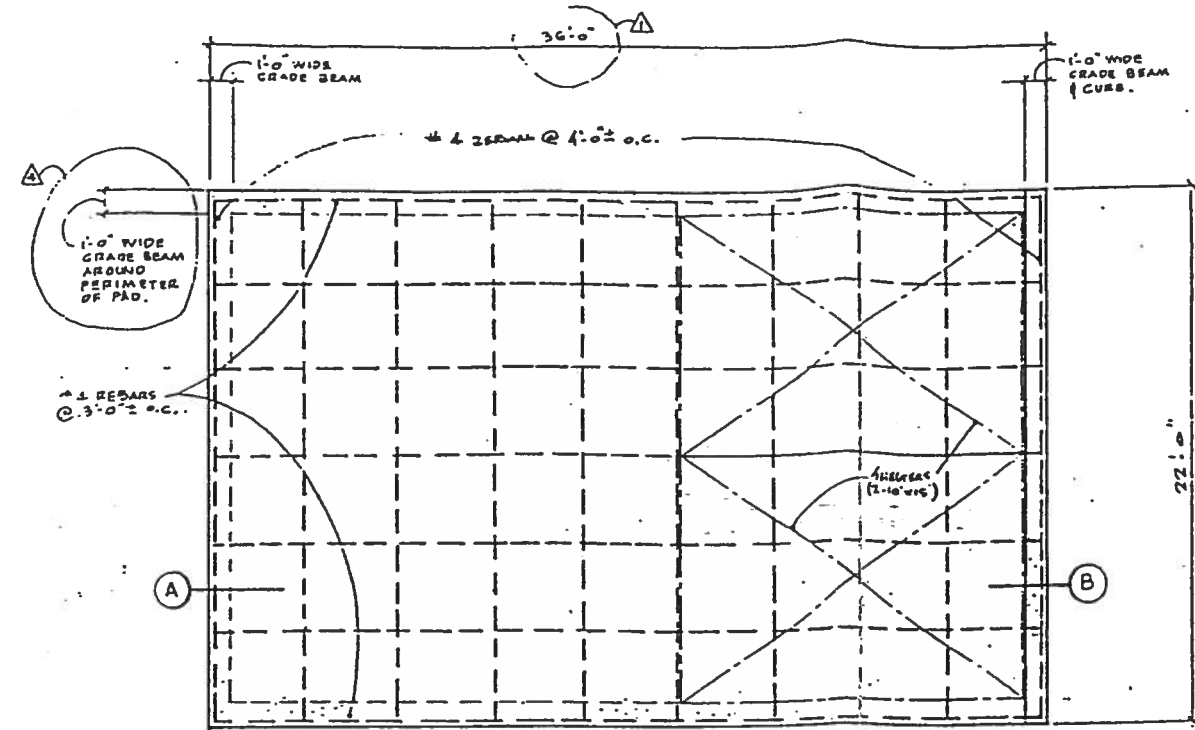 36'-0"
1
1'-0" WIDE
GRADE BEAM
1'-0" WIDE
GRADE BEAM
& CURB.
# 4 REBARS @ 4'-0"± O.C.
4
1'-0" WIDE
GRADE BEAM
AROUND
PERIMETER
OF PAD.
REBARS
@ 3'-0"± O.C.
22'-0"
A
B